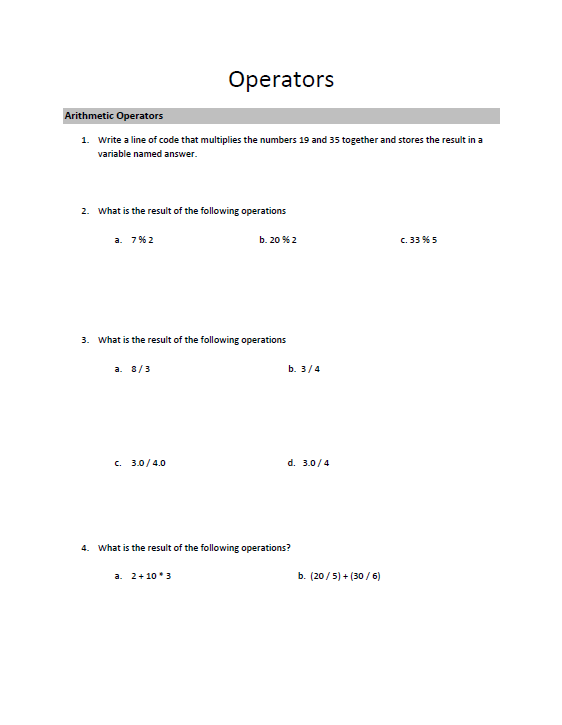 Operators
Arithmetic Operators
1. Write a line of code that multiplies the numbers 19 and 35 together and stores the result in a
variable named answer.
2. What is the result of the following operations
a. 7 % 2 b. 20 % 2 c. 33 % 5
3. What is the result of the following operations
a. 8 / 3 b. 3 / 4
c. 3.0 / 4.0 d. 3.0 / 4
4. What is the result of the following operations?
a. 2 + 10 * 3 b. (20 / 5) + (30 / 6)